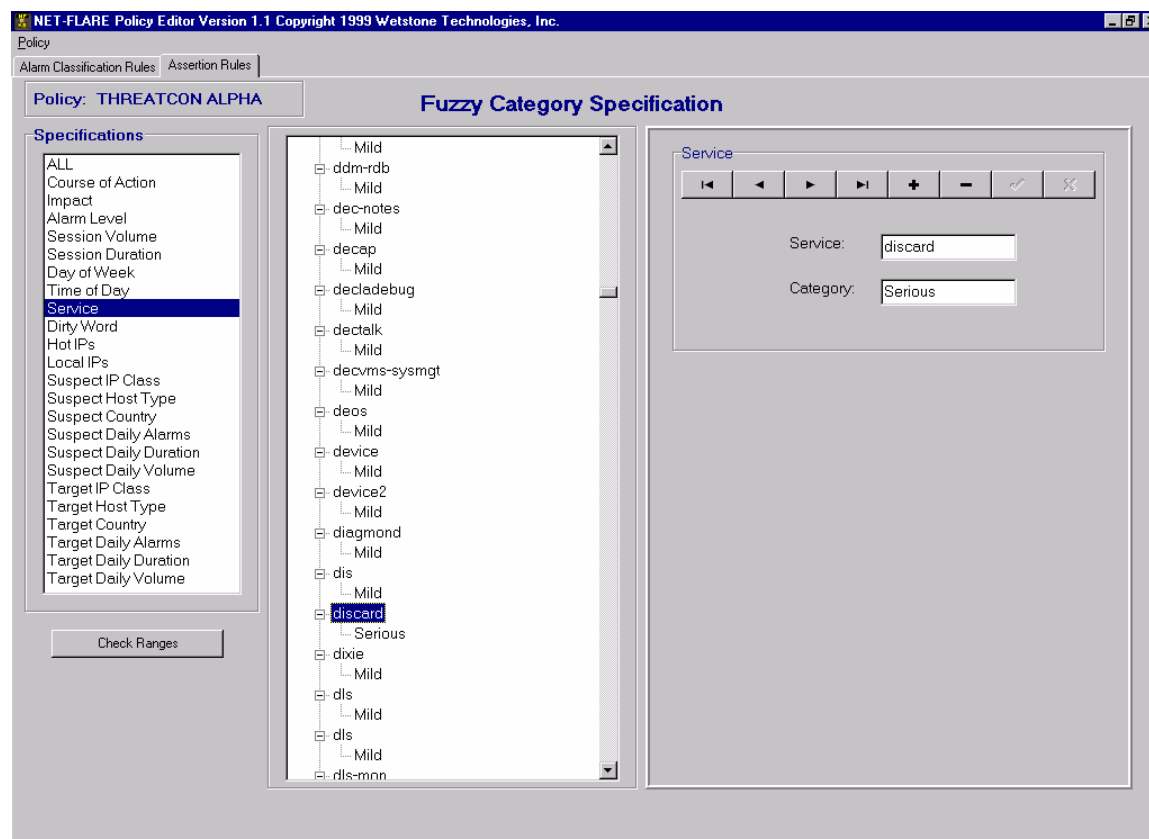 NET-FLARE Policy Editor Version 1.1 Copyright 1999 Wetstone Technologies, Inc.
Policy
Alarm Classification Rules Assertion Rules
Policy: THREATCON ALPHA
Fuzzy Category Specification
Specifications
ALL
Course of Action
Impact
Alarm Level
Session Volume
Session Duration
Day of Week
Time of Day
Service
Dirty Word
Hot IPs
Local IPs
Suspect IP Class
Suspect Host Type
Suspect Country
Suspect Daily Alarms
Suspect Daily Duration
Suspect Daily Volume
Target IP Class
Target Host Type
Target Country
Target Daily Alarms
Target Daily Duration
Target Daily Volume
Check Ranges
Mild
ddm-rdb
Mild
dec-notes
Mild
decap
Mild
decladebug
Mild
dectalk
Mild
decvms-sysmgt
Mild
deos
Mild
device
Mild
device2
Mild
diagmond
Mild
dis
Mild
discard
Serious
dixie
Mild
dls
Mild
dls
Mild
dls-mon
Service
Service: discard
Category: Serious